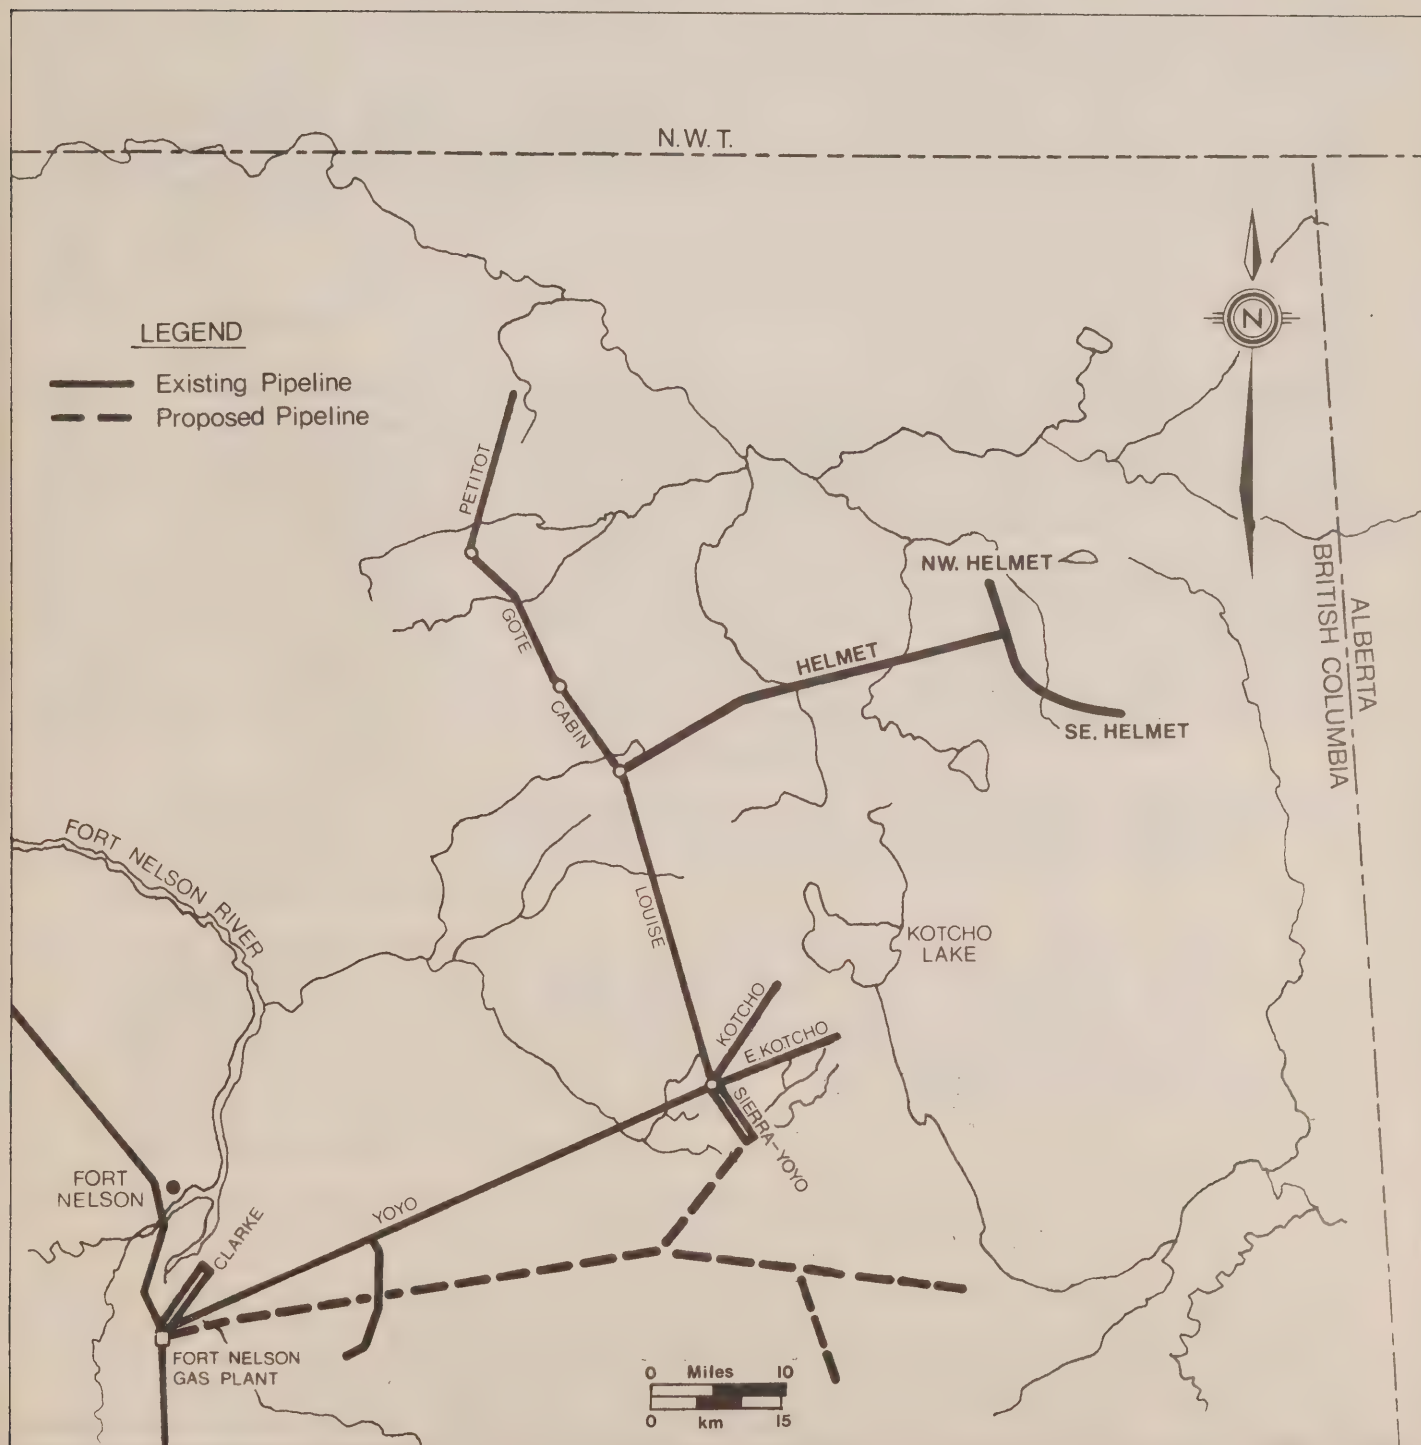 N.W.T.
LEGEND
Existing Pipeline
Proposed Pipeline
N
PETITOT
GOTE
CABIN
NW. HELMET
HELMET
SE. HELMET
ALBERTA
BRITISH COLUMBIA
FORT NELSON RIVER
LOUISE
KOTCHO
LAKE
KOTCHO
E.KOTCHO
SIERRA-YOYO
FORT
NELSON
YOYO
CLARKE
FORT NELSON
GAS PLANT
0 Miles 10
0 km 15